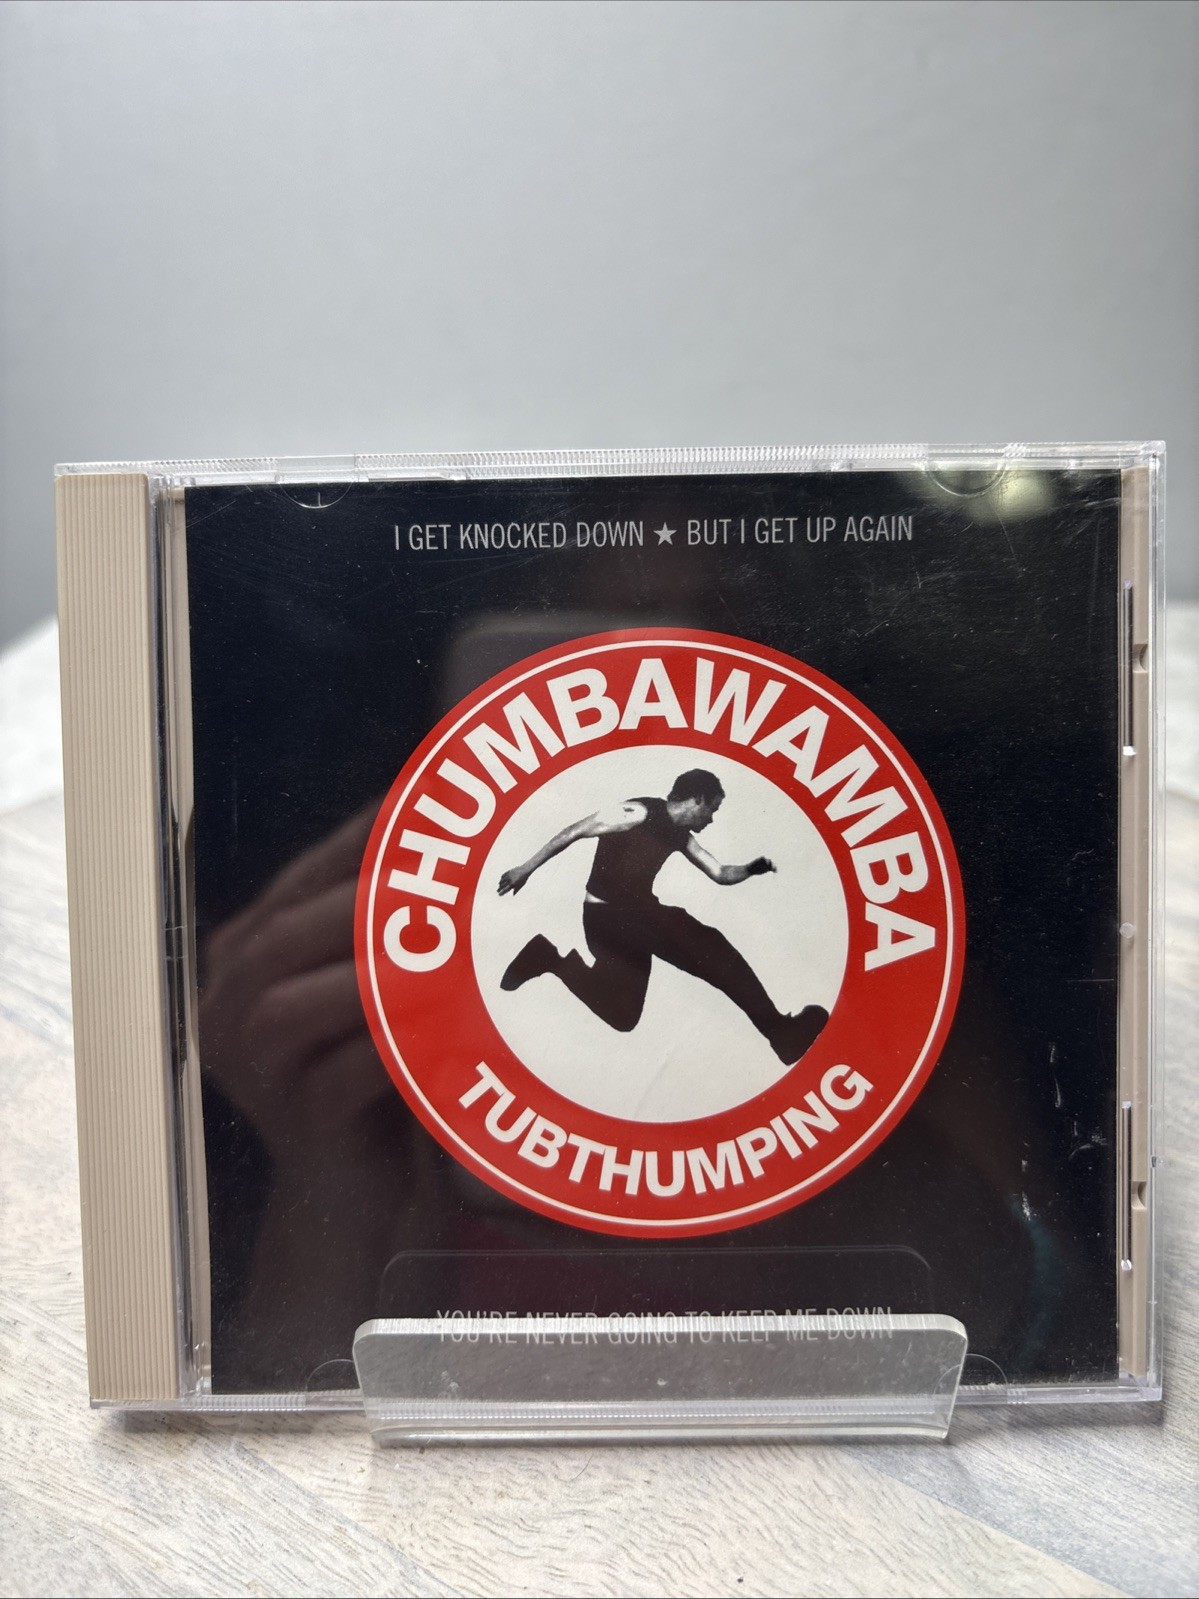 I GET KNOCKED DOWN ★ BUT I GET UP AGAIN
CHUMBAWAMBA
TUBTHUMPING
YOU'RE NEVER GOING TO KEEP ME DOWN